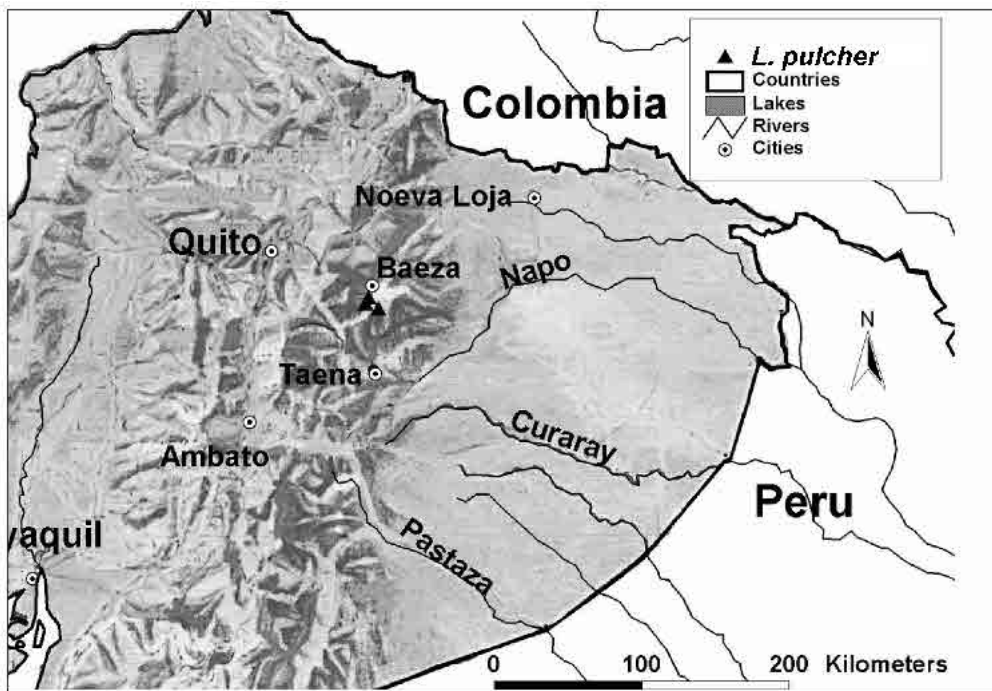 L. pulcher
Countries
Lakes
Rivers
Cities
Colombia
Noeva Loja
Quito
Baeza
Napo
N
Taena
Curaray
Ambato
Peru
yaquil
Pastaza
0 100 200 Kilometers